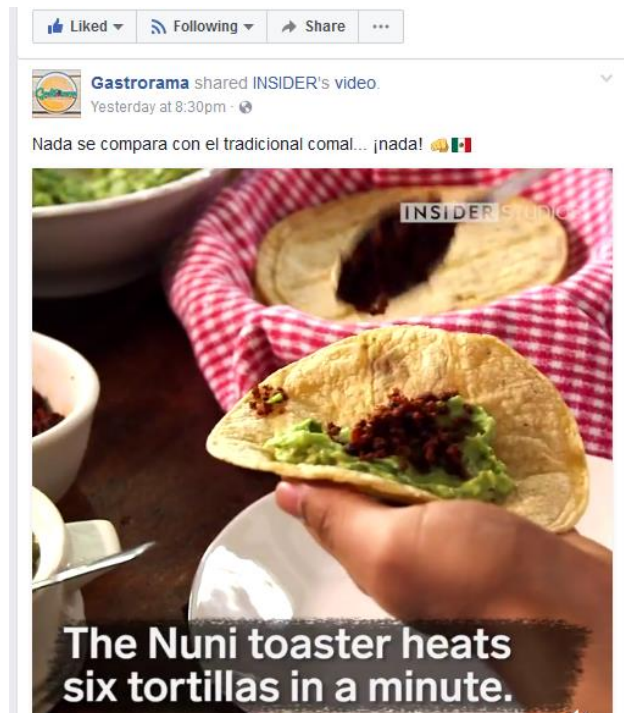 Liked Following Share ...
Gastrorama shared INSIDER's video.
Yesterday at 8:30pm ·
Nada se compara con el tradicional comal... ¡nada!
INSIDER STUDIOS
The Nuni toaster heats
six tortillas in a minute.